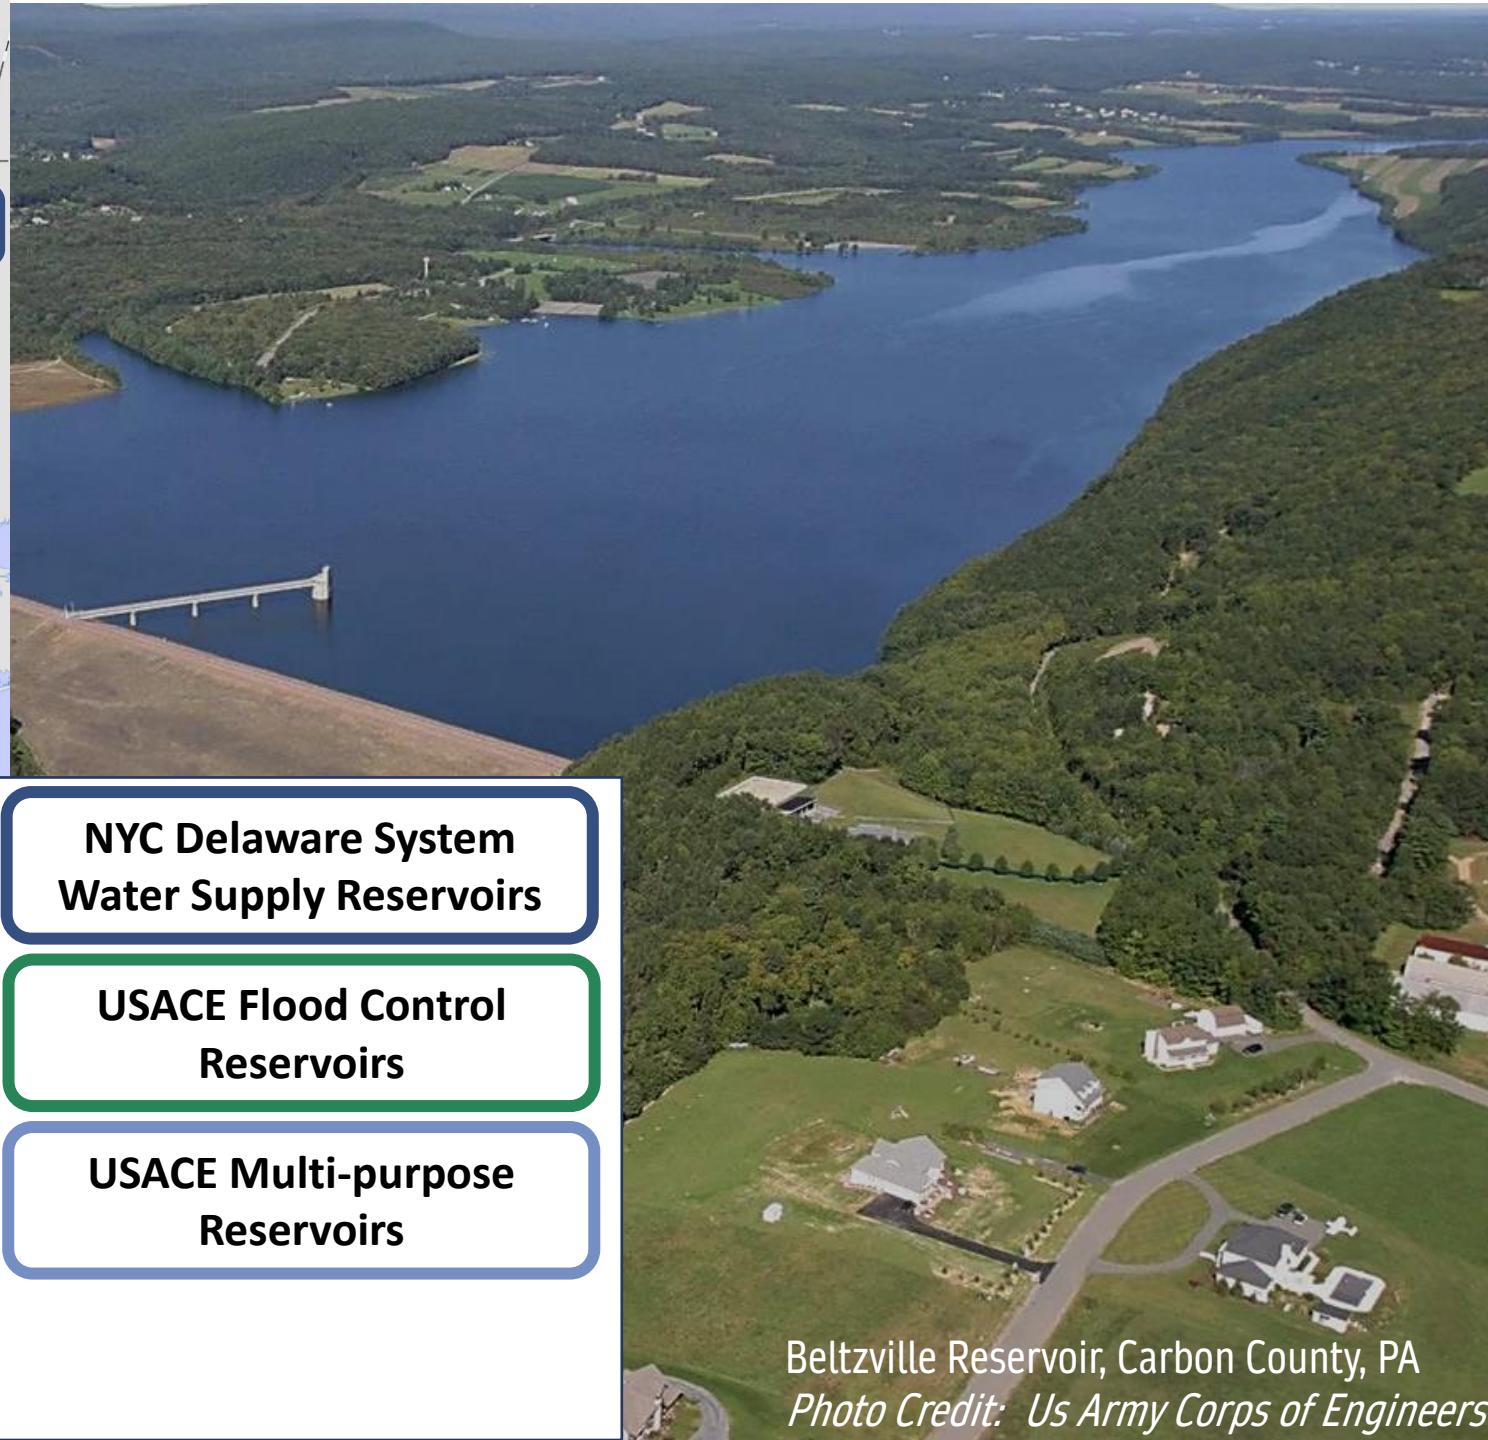 NYC Delaware System
Water Supply Reservoirs
USACE Flood Control
Reservoirs
USACE Multi-purpose
Reservoirs
Beltzville Reservoir, Carbon County, PA
Photo Credit: Us Army Corps of Engineers